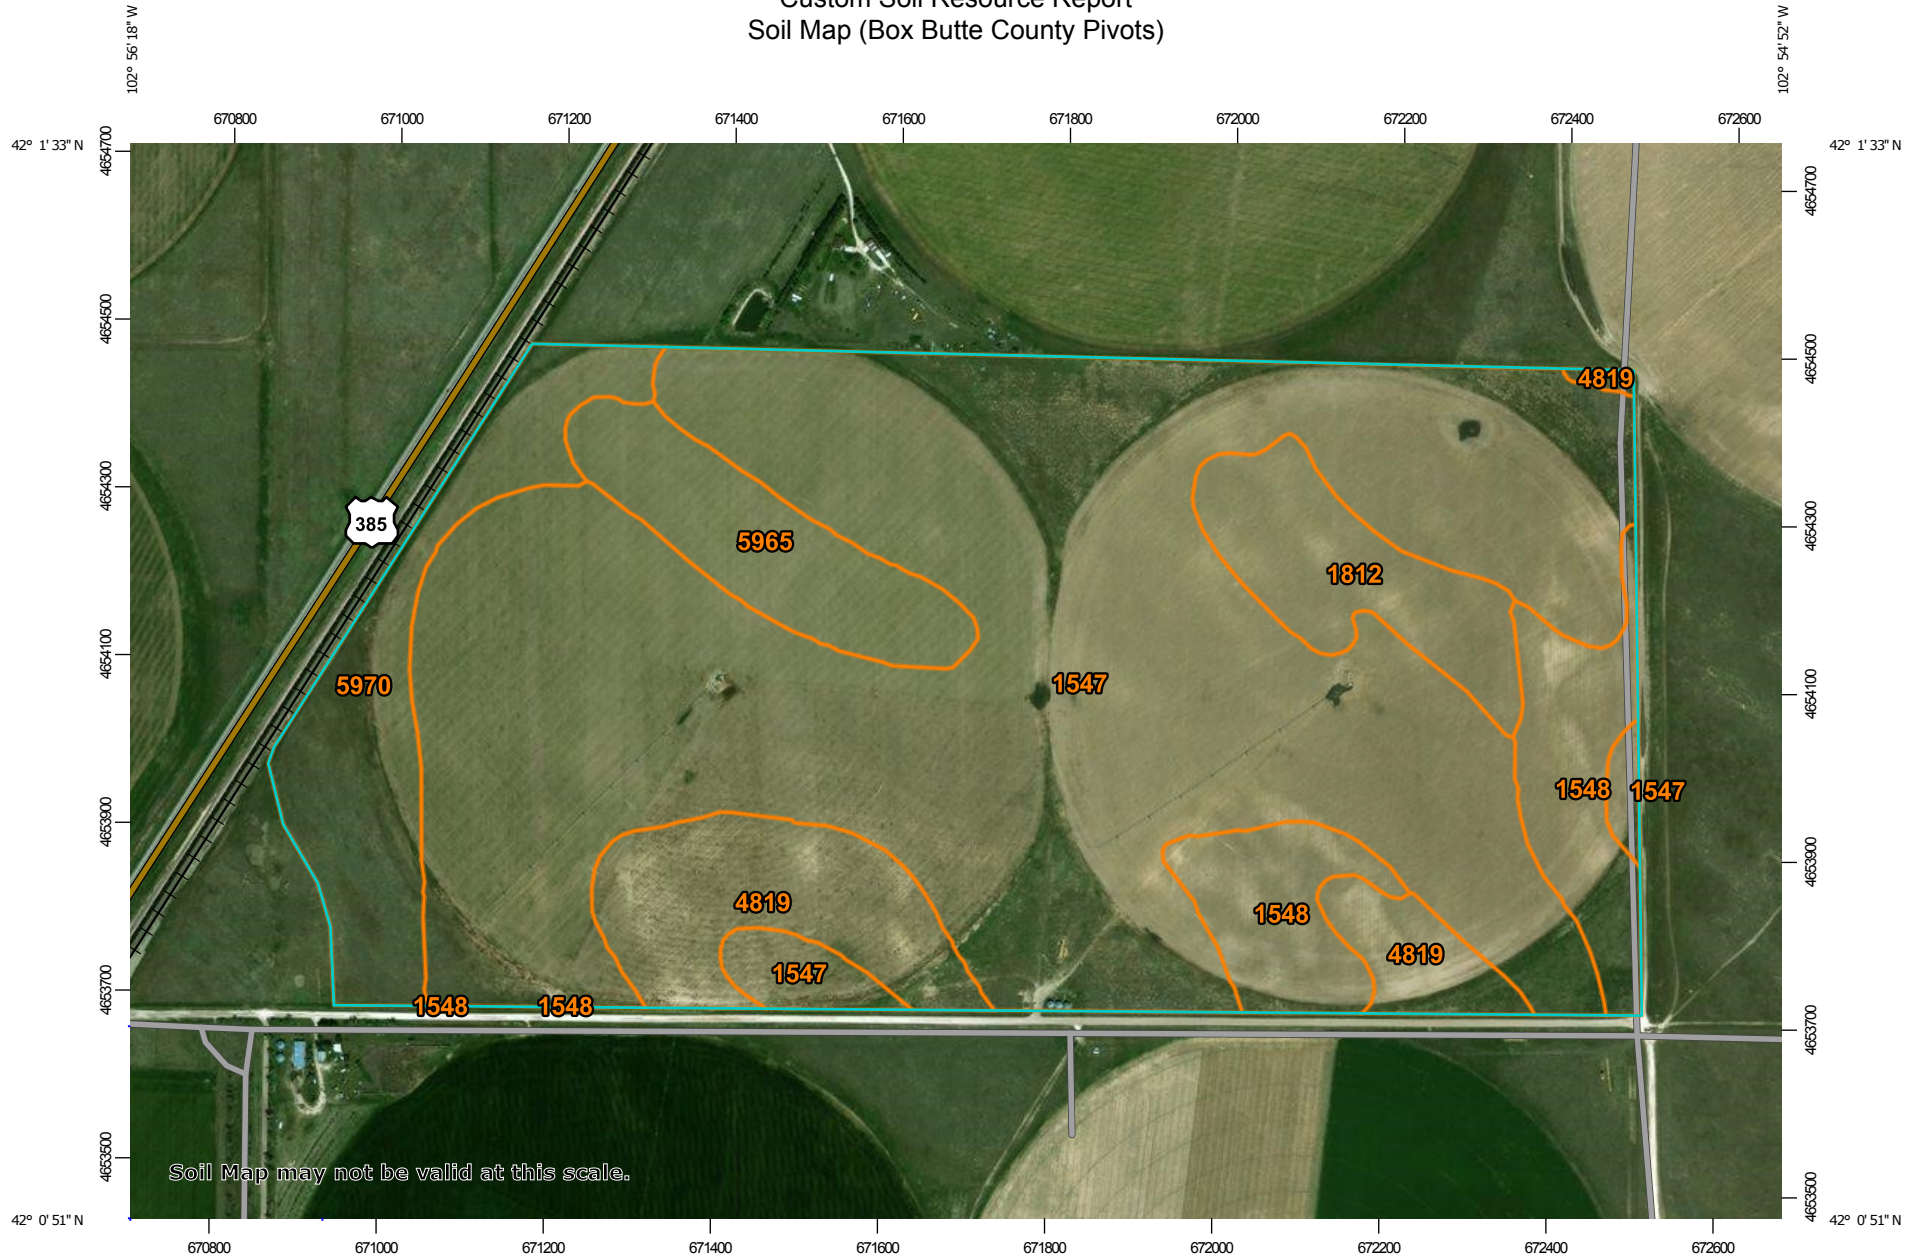 Custom Soil Resource Report
Soil Map (Box Butte County Pivots)
102° 56' 18" W
102° 54' 52" W
670800 671000 671200 671400 671600 671800 672000 672200 672400 672600
42° 1' 33" N
42° 1' 33" N
4654700
4654700
4654500
4654500
4819
4654300
4654300
385
5965
1812
4654100
4654100
5970
1547
1548
1547
4653900
4653900
4819
1548
4819
1547
4653700
1548
1548
4653700
4653500
Soil Map may not be valid at this scale.
4653500
42° 0' 51" N
42° 0' 51" N
670800 671000 671200 671400 671600 671800 672000 672200 672400 672600